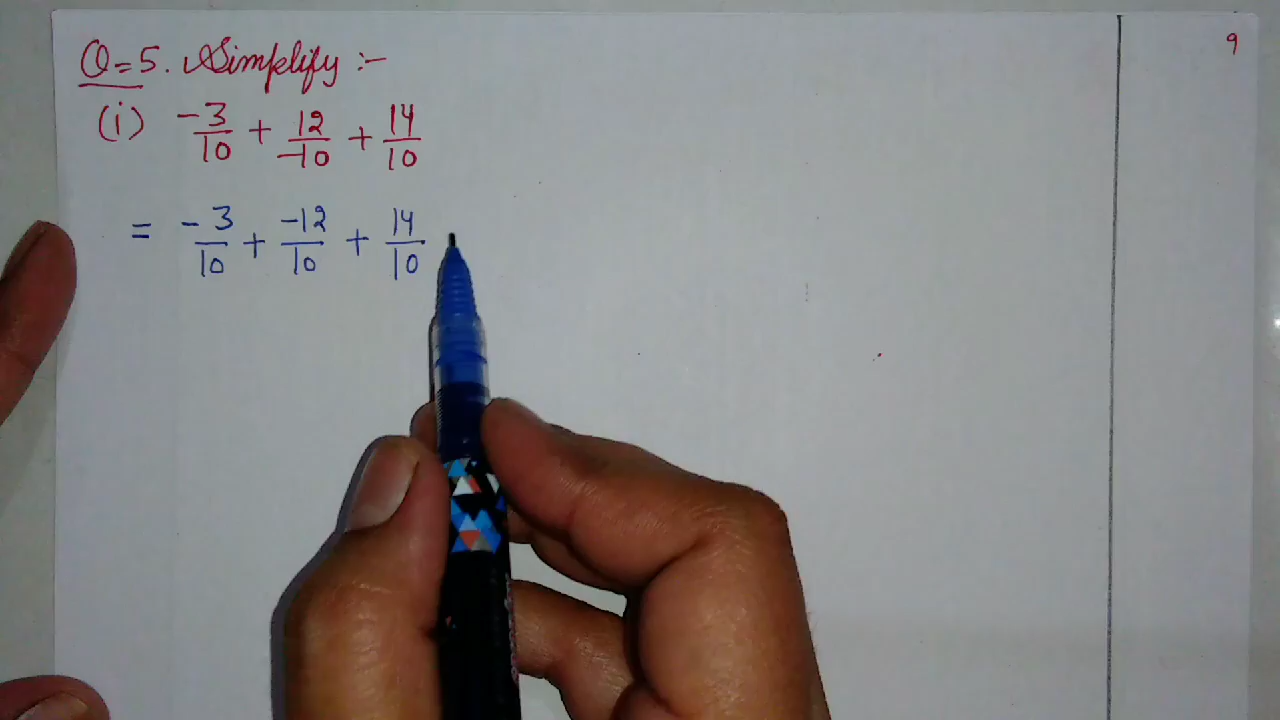 9
Q=5. Simplify :-
(i) -3/10 + 12/-10 + 14/10
= -3/10 + -12/10 + 14/10